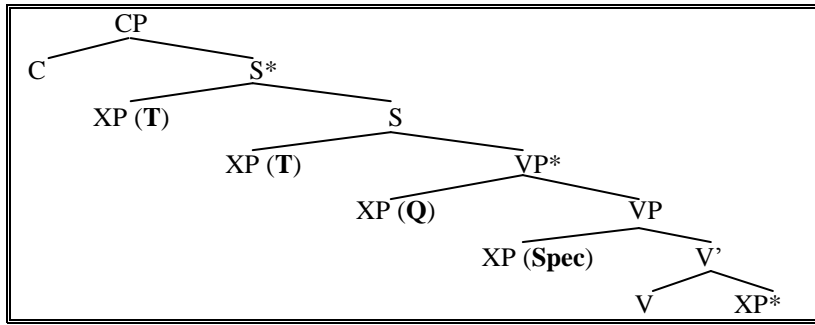 CP
C S*
XP (T) S
XP (T) VP*
XP (Q) VP
XP (Spec) V’
V XP*